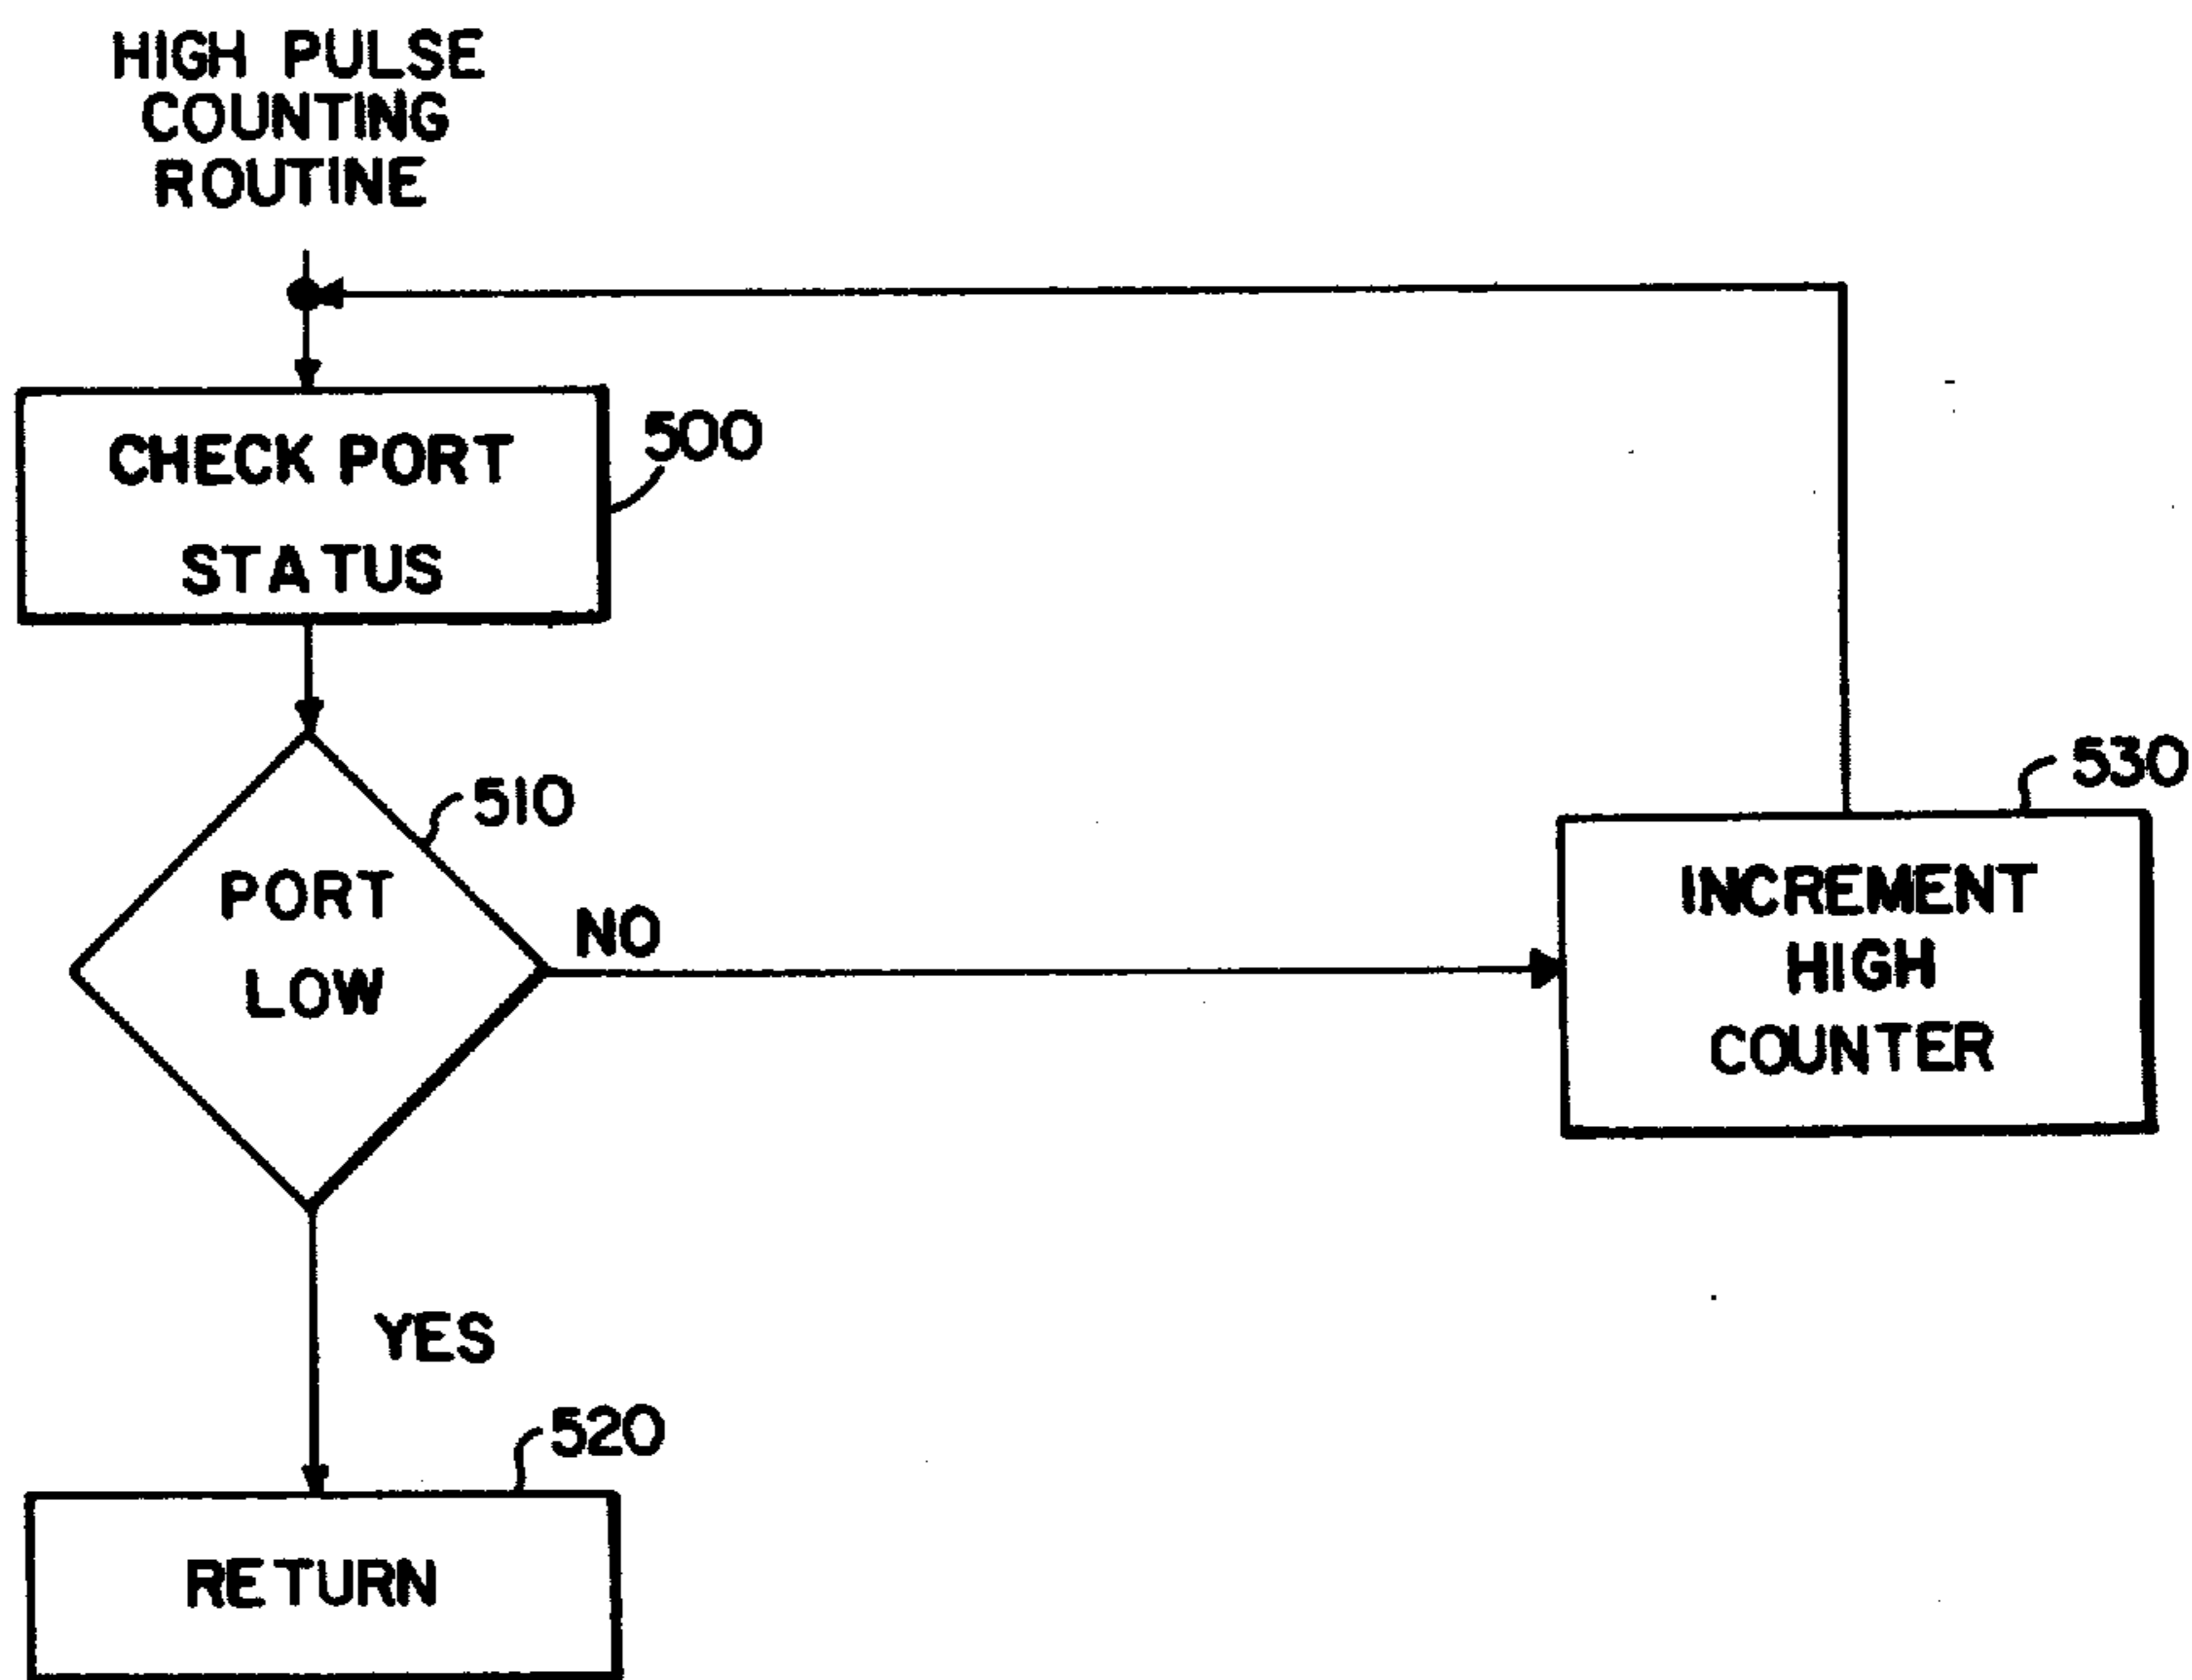 HIGH PULSE
COUNTING
ROUTINE
CHECK PORT
STATUS
500
510
PORT
LOW
NO
530
INCREMENT
HIGH
COUNTER
YES
520
RETURN